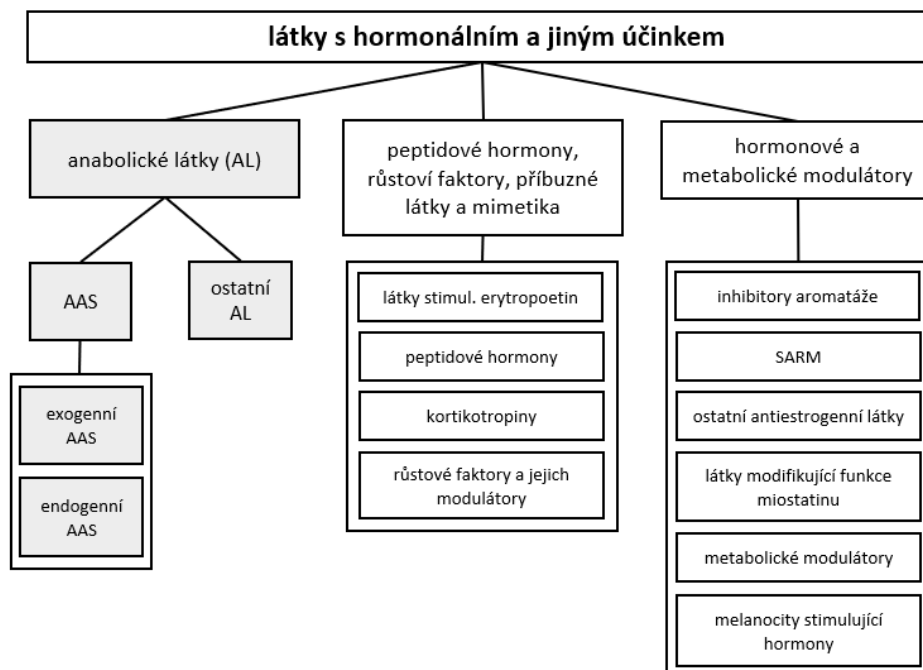 látky s hormonálním a jiným účinkem
anabolické látky (AL)
peptidové hormony,
růstoví faktory, příbuzné
látky a mimetika
hormonové a
metabolické modulátory
AAS
ostatní
AL
exogenní
AAS
endogenní
AAS
látky stimul. erytropoetin
peptidové hormony
kortikotropiny
růstové faktory a jejich
modulátory
inhibitory aromatáže
SARM
ostatní antiestrogenní látky
látky modifikující funkce
miostatinu
metabolické modulátory
melanocity stimulující
hormony